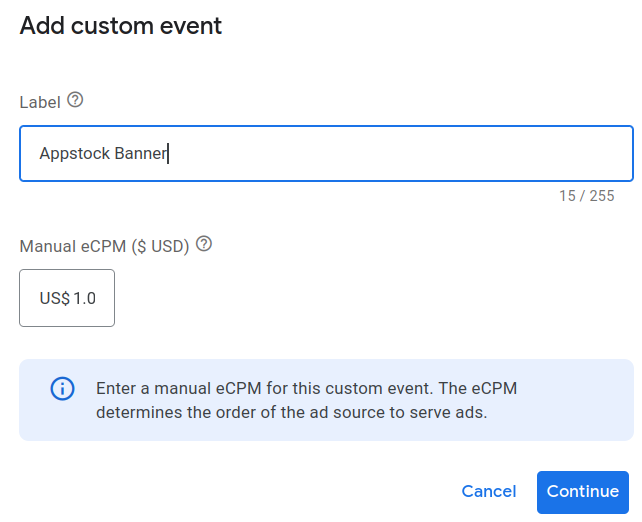 Add custom event
Label
Appstock Banner
15 / 255
Manual eCPM ($ USD)
US$ 1.0
Enter a manual eCPM for this custom event. The eCPM
determines the order of the ad source to serve ads.
Cancel
Continue